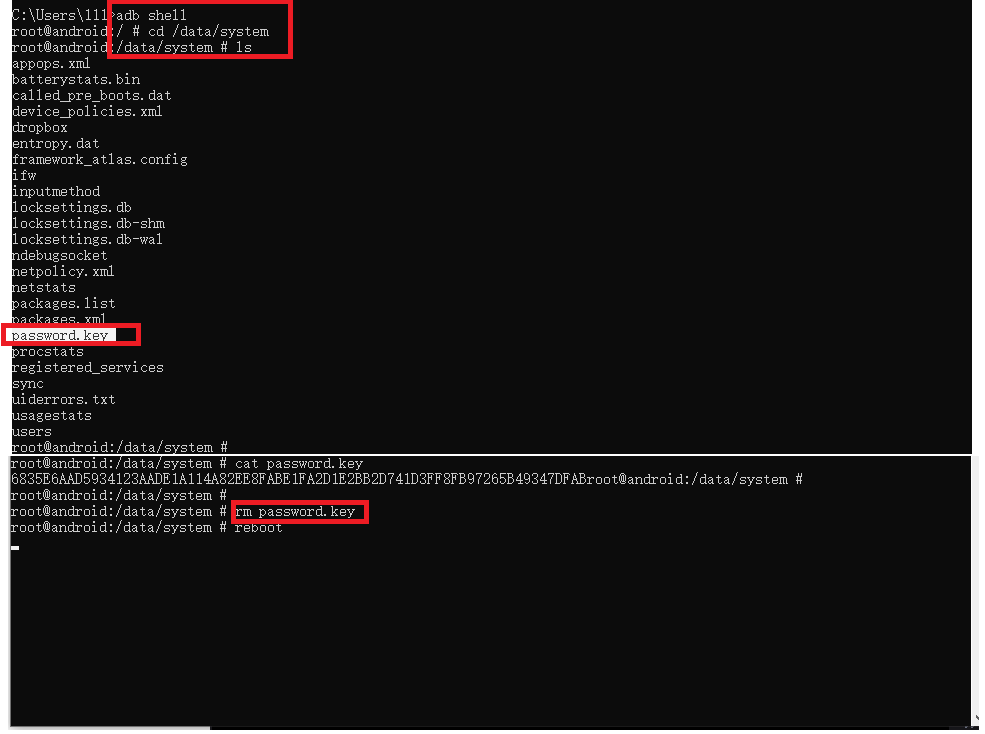 C:\Users\lll>adb shell
root@android:/ # cd /data/system
root@android:/data/system # ls
appops.xml
batterystats.bin
called_pre_boots.dat
device_policies.xml
dropbox
entropy.dat
framework_atlas.config
ifw
inputmethod
locksettings.db
locksettings.db-shm
locksettings.db-wal
ndebugsocket
netpolicy.xml
netstats
packages.list
packages.xml
password.key
procstats
registered_services
sync
uiderrors.txt
usagestats
users
root@android:/data/system #
root@android:/data/system # cat password.key
6835E6AAD5934123AADE1A114A82EE8FABE1FA2D1E2BB2D741D3FF8FB97265B49347DFABroot@android:/data/system #
root@android:/data/system #
root@android:/data/system # rm password.key
root@android:/data/system # reboot